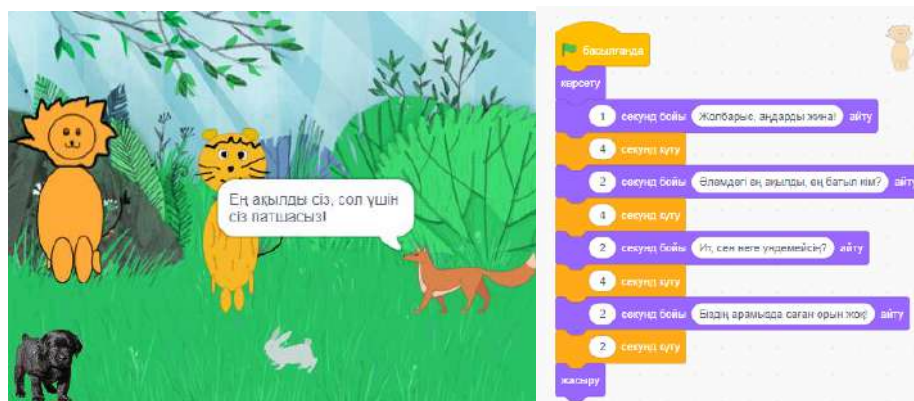 Ең ақылды сіз, сол үшін
сіз патшасыз!
басылғанда
көрсету
1 секунд бойы Жолбарыс, аңдарды жина! айту
4 секунд күту
2 секунд бойы Әлемдегі ең ақылды, ең батыл кім? айту
4 секунд күту
2 секунд бойы Ит, сен неге үндемейсің? айту
4 секунд күту
2 секунд бойы Біздің арамызда саған орын жоқ! айту
2 секунд күту
жасыру